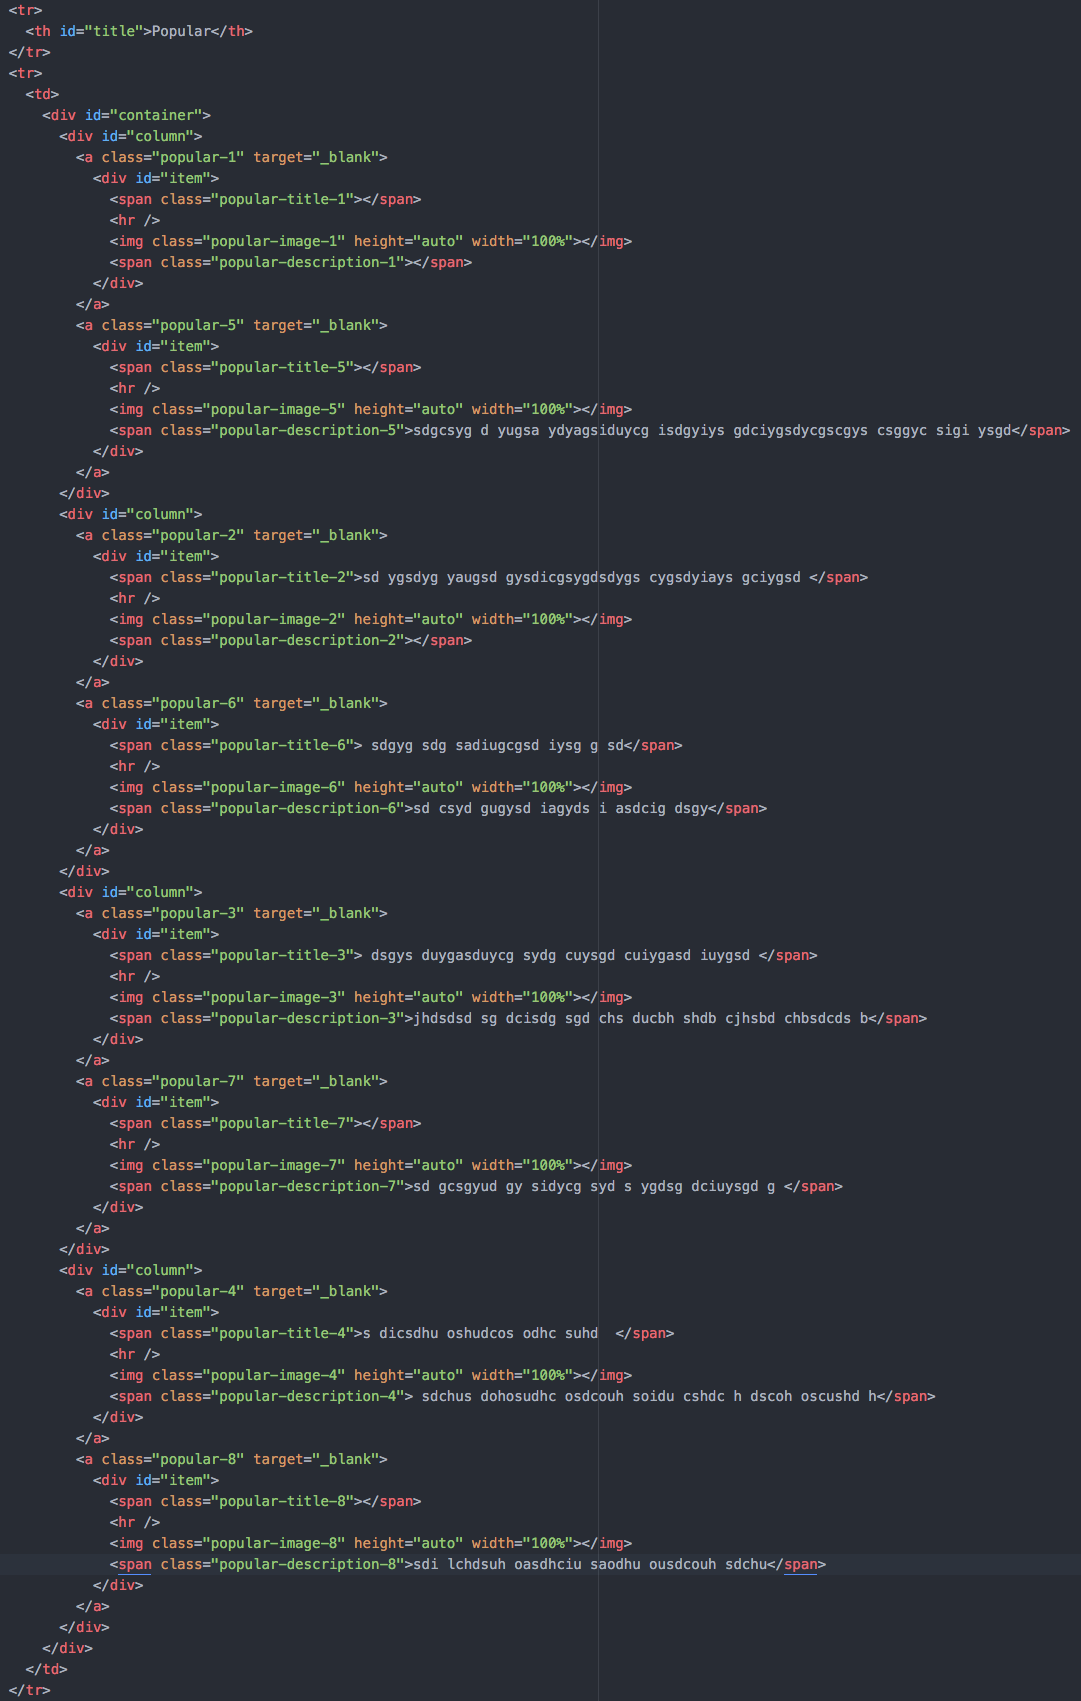 <tr>
  <th id="title">Popular</th>
</tr>
<tr>
  <td>
    <div id="container">
      <div id="column">
        <a class="popular-1" target="_blank">
          <div id="item">
            <span class="popular-title-1"></span>
            <hr />
            <img class="popular-image-1" height="auto" width="100%"></img>
            <span class="popular-description-1"></span>
          </div>
        </a>
        <a class="popular-5" target="_blank">
          <div id="item">
            <span class="popular-title-5"></span>
            <hr />
            <img class="popular-image-5" height="auto" width="100%"></img>
            <span class="popular-description-5">sdgcsyg d yugsa ydyagsiduycg isdgyiys gdciygsdycgscgys csggyc sigi ysgd</span>
          </div>
        </a>
      </div>
      <div id="column">
        <a class="popular-2" target="_blank">
          <div id="item">
            <span class="popular-title-2">sd ygsdyg yaugsd gysdicgsygdsdygs cygsdyiays gciygsd </span>
            <hr />
            <img class="popular-image-2" height="auto" width="100%"></img>
            <span class="popular-description-2"></span>
          </div>
        </a>
        <a class="popular-6" target="_blank">
          <div id="item">
            <span class="popular-title-6"> sdgyg sdg sadiugcgsd iysg g sd</span>
            <hr />
            <img class="popular-image-6" height="auto" width="100%"></img>
            <span class="popular-description-6">sd csyd gugysd iagyds i asdcig dsgy</span>
          </div>
        </a>
      </div>
      <div id="column">
        <a class="popular-3" target="_blank">
          <div id="item">
            <span class="popular-title-3"> dsgys duygasduycg sydg cuysgd cuiygasd iuygsd </span>
            <hr />
            <img class="popular-image-3" height="auto" width="100%"></img>
            <span class="popular-description-3">jhdsdsd sg dcisdg sgd chs ducbh shdb cjhsbd chbsdcds b</span>
          </div>
        </a>
        <a class="popular-7" target="_blank">
          <div id="item">
            <span class="popular-title-7"></span>
            <hr />
            <img class="popular-image-7" height="auto" width="100%"></img>
            <span class="popular-description-7">sd gcsgyud gy sidycg syd s ygdsg dciuysgd g </span>
          </div>
        </a>
      </div>
      <div id="column">
        <a class="popular-4" target="_blank">
          <div id="item">
            <span class="popular-title-4">s dicsdhu oshudcos odhc suhd  </span>
            <hr />
            <img class="popular-image-4" height="auto" width="100%"></img>
            <span class="popular-description-4"> sdchus dohosudhc osdcouh soidu cshdc h dscoh oscushd h</span>
          </div>
        </a>
        <a class="popular-8" target="_blank">
          <div id="item">
            <span class="popular-title-8"></span>
            <hr />
            <img class="popular-image-8" height="auto" width="100%"></img>
            <span class="popular-description-8">sdi lchdsuh oasdhciu saodhu ousdcouh sdchu</span>
          </div>
        </a>
      </div>
    </div>
  </td>
</tr>